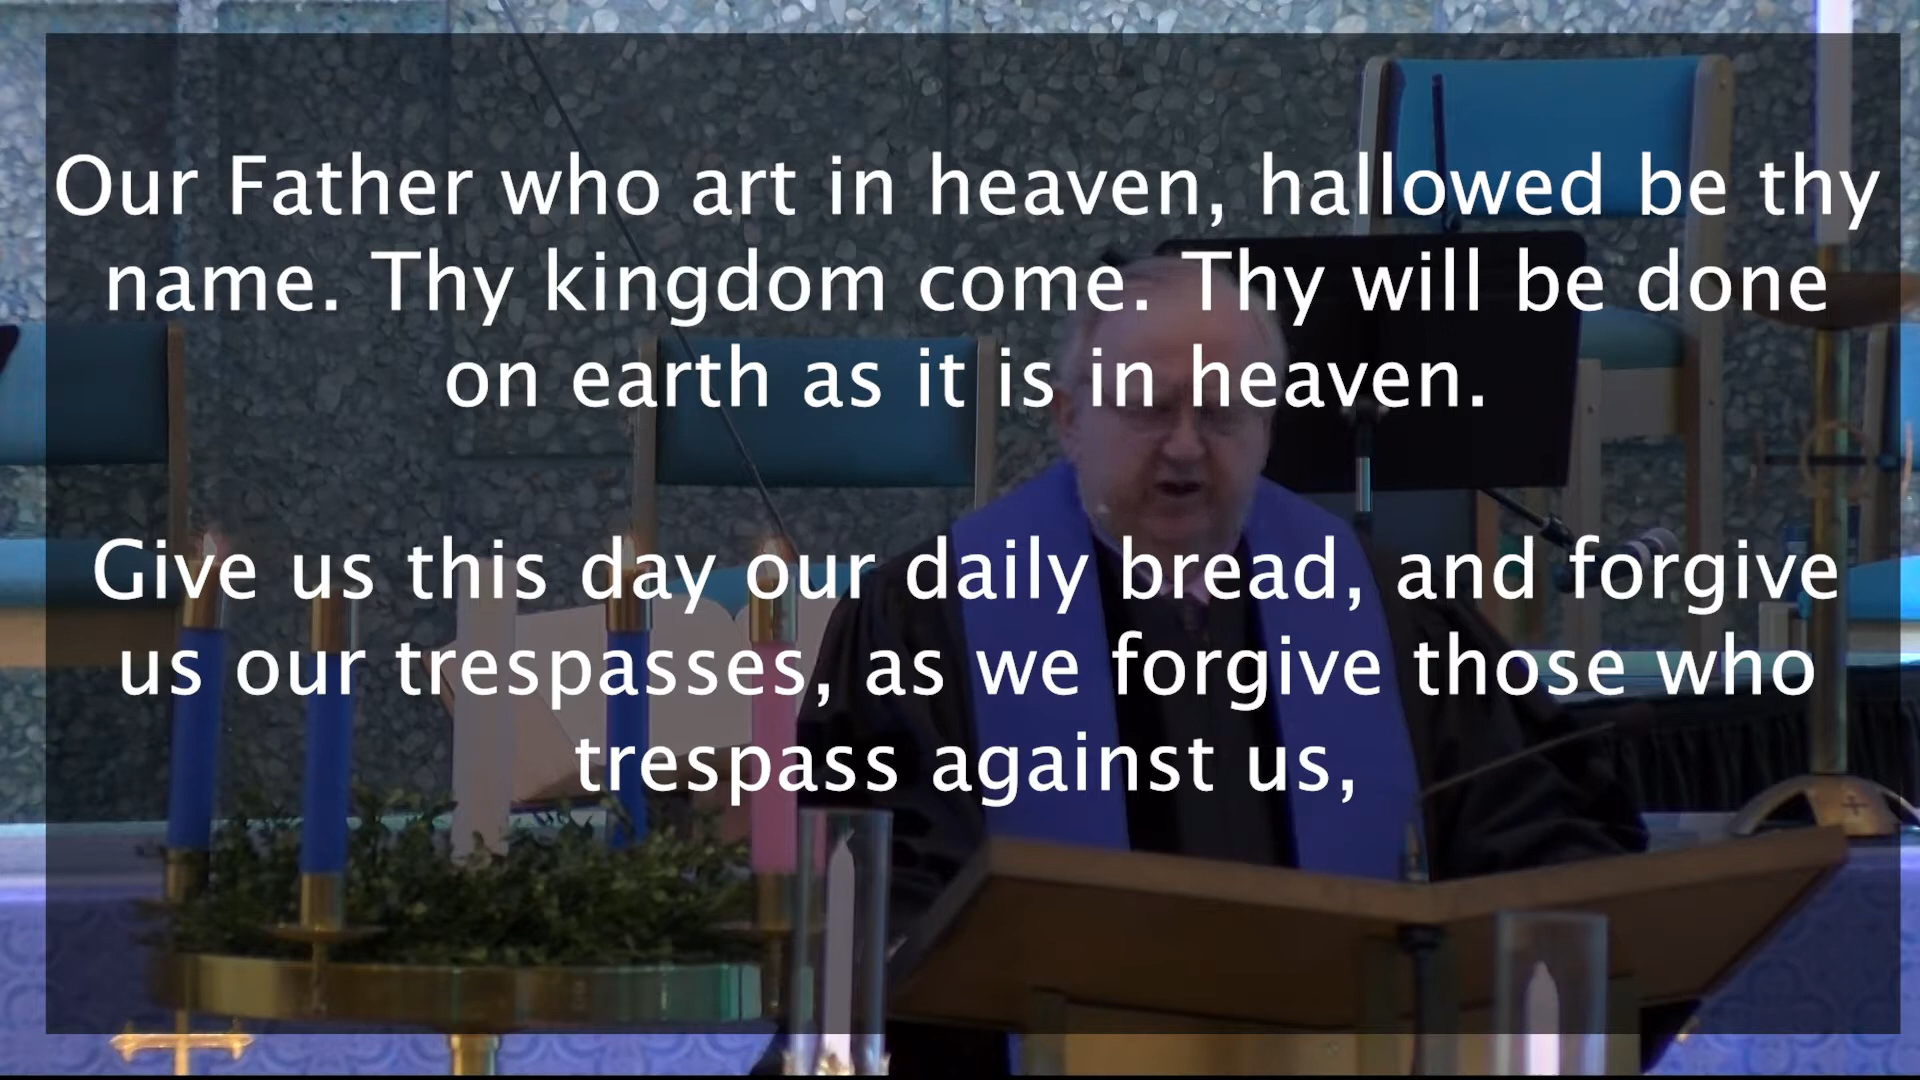 Our Father who art in heaven, hallowed be thy
name. Thy kingdom come. Thy will be done
on earth as it is in heaven.
Give us this day our daily bread, and forgive
us our trespasses, as we forgive those who
trespass against us,